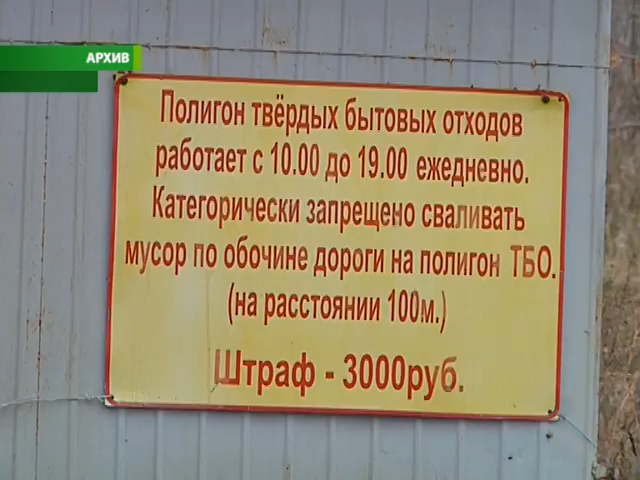 АРХИВ
Полигон твёрдых бытовых отходов
работает с 10.00 до 19.00 ежедневно.
Категорически запрещено сваливать
мусор по обочине дороги на полигон ТБО.
(на расстоянии 100м.)
Штраф - 3000руб.